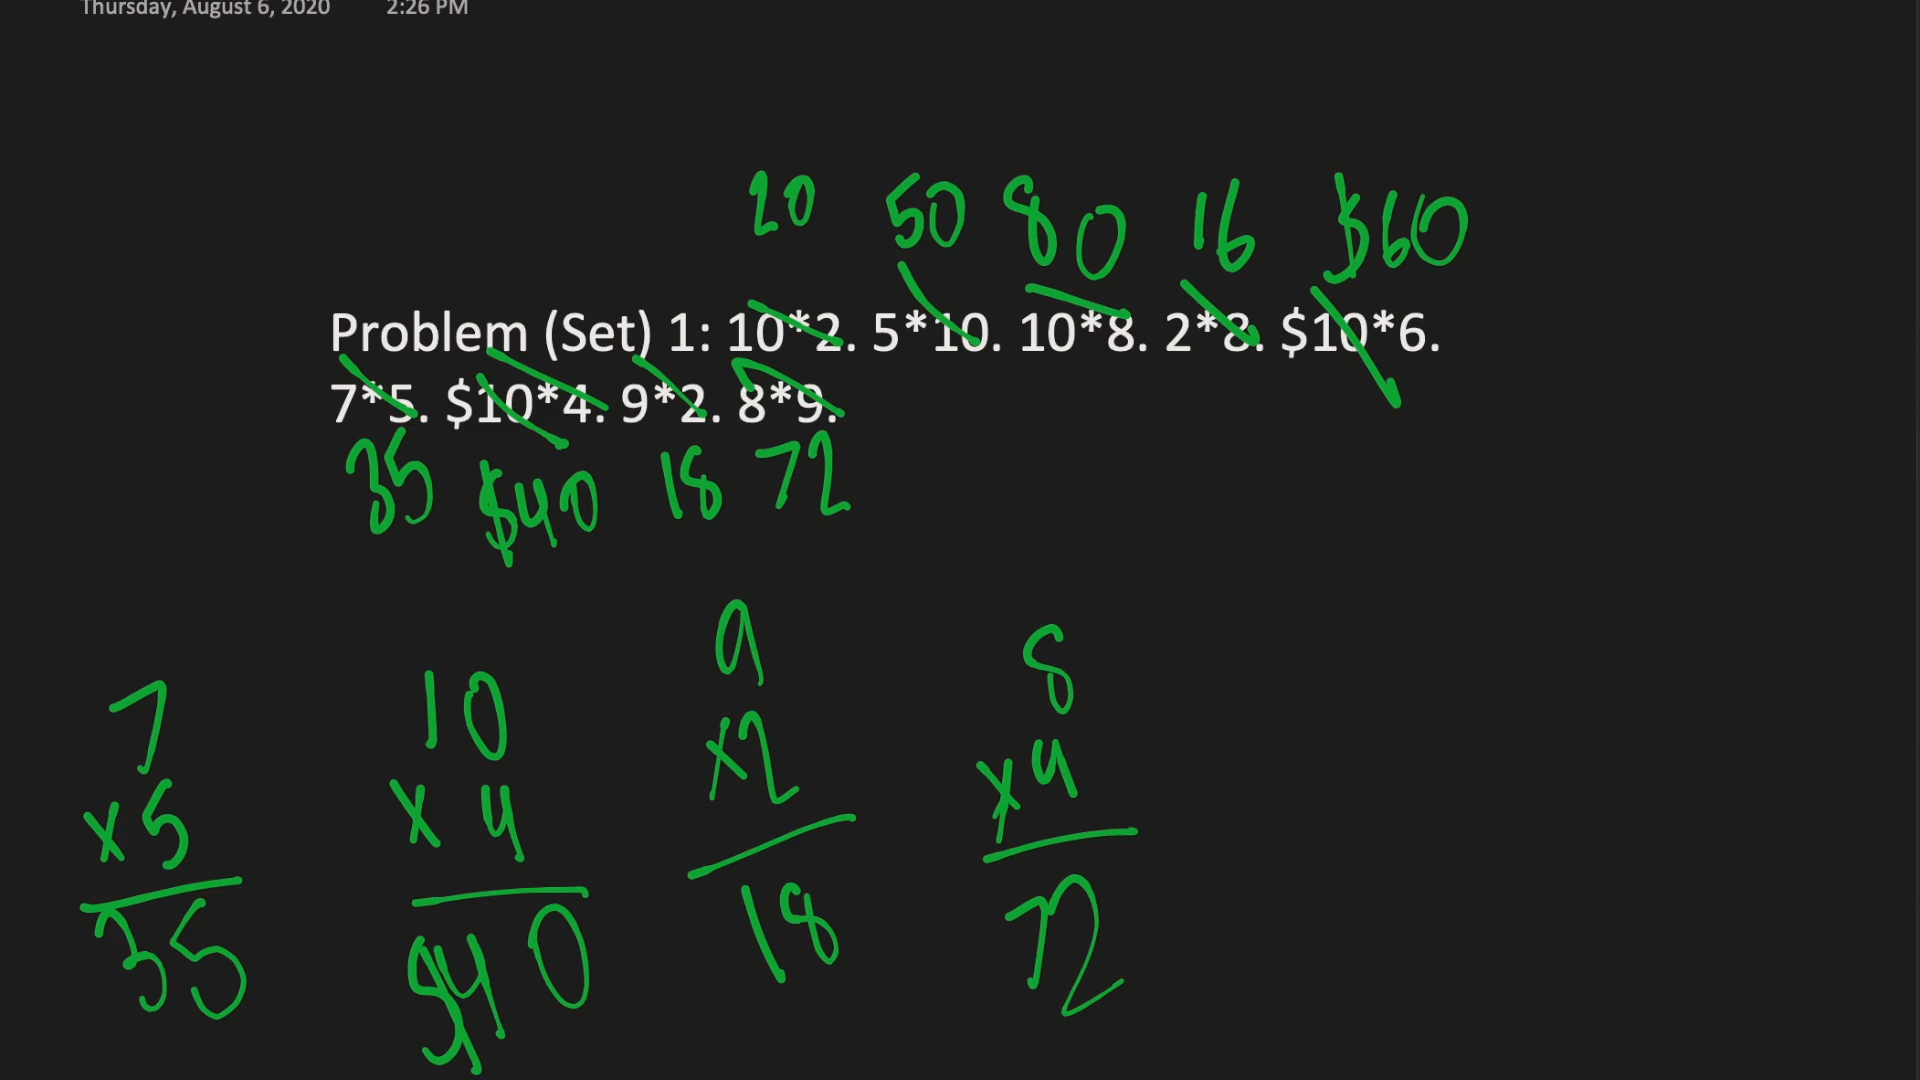 Thursday, August 6, 2020 2:26 PM
20 50 80 16 $60
Problem (Set) 1: 10*2. 5*10. 10*8. 2*8. $10*6.
7*5. $10*4. 9*2. 8*9.
35 $40 18 72
7 10 9 8
x5 x 4 x2 x9
35 $40 18 72